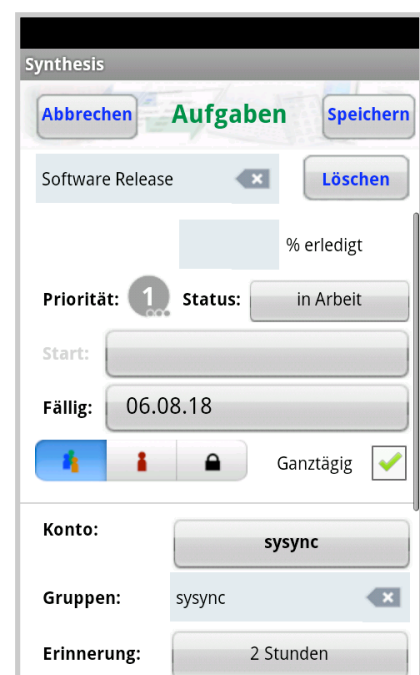 Synthesis
Abbrechen Aufgaben Speichern
Software Release Löschen
% erledigt
Priorität: 1 Status: in Arbeit
Start:
Fällig: 06.08.18
Ganztägig
Konto: sysync
Gruppen: sysync
Erinnerung: 2 Stunden